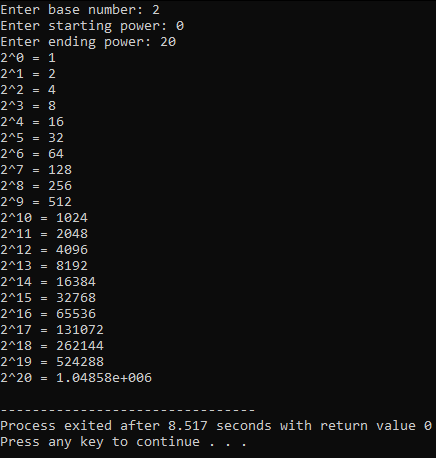 Enter base number: 2
Enter starting power: 0
Enter ending power: 20
2^0 = 1
2^1 = 2
2^2 = 4
2^3 = 8
2^4 = 16
2^5 = 32
2^6 = 64
2^7 = 128
2^8 = 256
2^9 = 512
2^10 = 1024
2^11 = 2048
2^12 = 4096
2^13 = 8192
2^14 = 16384
2^15 = 32768
2^16 = 65536
2^17 = 131072
2^18 = 262144
2^19 = 524288
2^20 = 1.04858e+006
--------------------------------
Process exited after 8.517 seconds with return value 0
Press any key to continue . . .